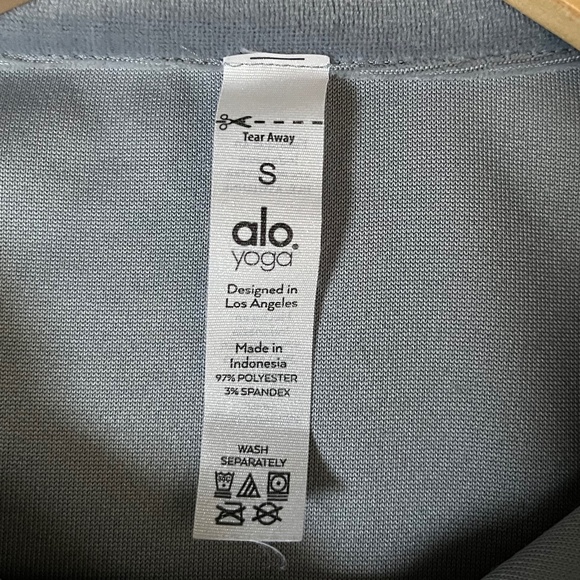 Tear Away
S
alo
yoga
Designed in
Los Angeles
Made in
Indonesia
97% POLYESTER
3% SPANDEX
WASH
SEPARATELY